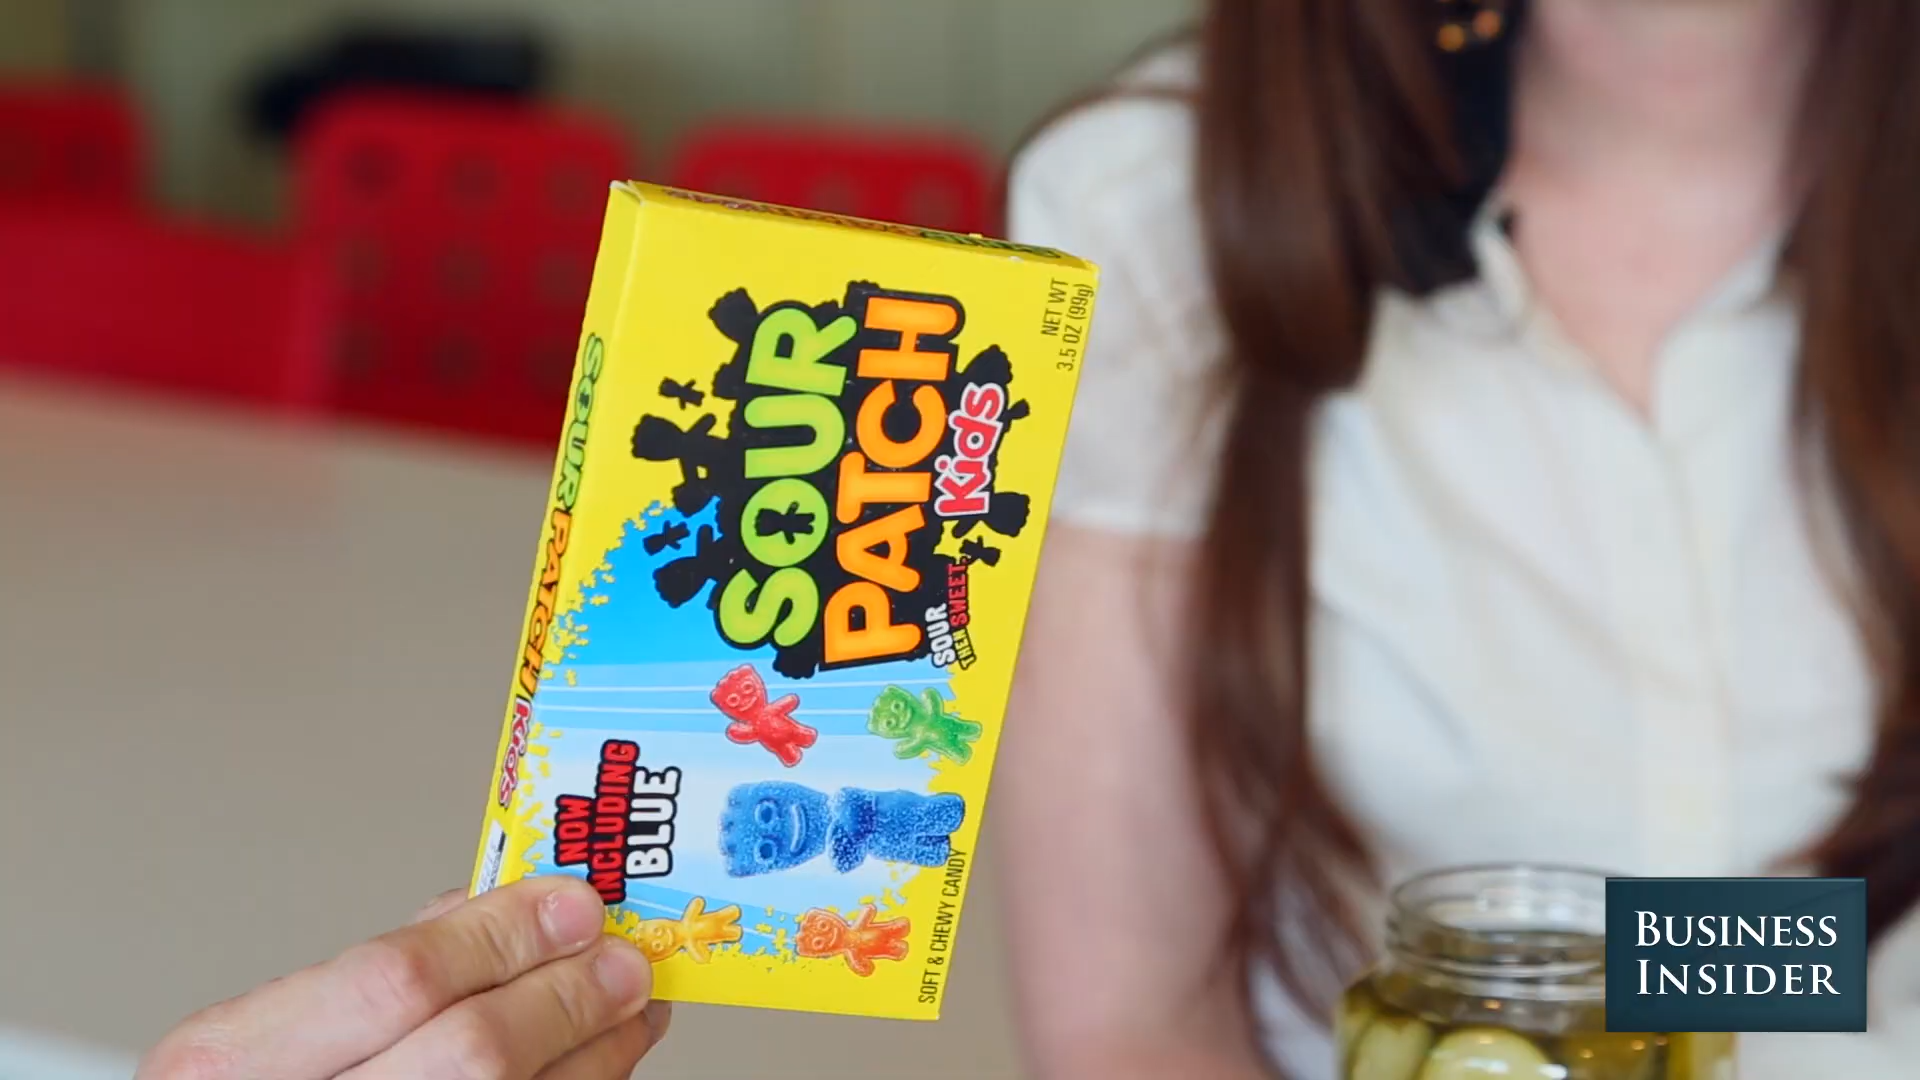 SOUR
PATCH
Kids
SOUR
THEN SWEET.
NET WT
3.5 OZ (99g)
NOW
INCLUDING
BLUE
SOFT & CHEWY CANDY
SOUR PATCH Kids
BUSINESS
INSIDER